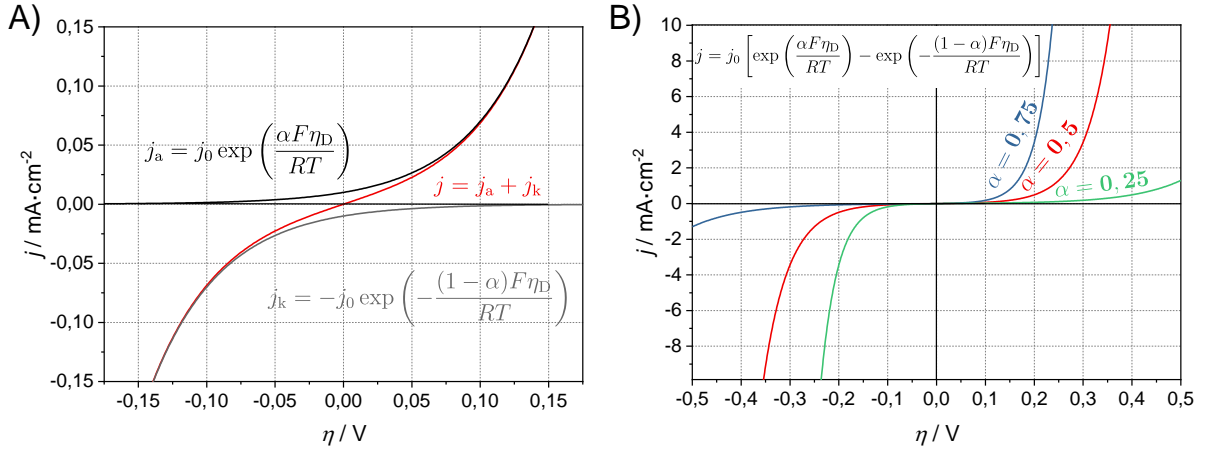 A)
j / mA·cm⁻²
0,15
0,10
0,05
0,00
-0,05
-0,10
-0,15
j_a = j_0 exp (αFη_D / RT)
j = j_a + j_k
j_k = −j_0 exp (− (1 − α)Fη_D / RT)
-0,10 -0,05 0,00 0,05 0,10 0,15
η / V
B)
j / mA·cm⁻²
10
8
6
4
2
0
-2
-4
-6
-8
j = j_0 [exp (αFη_D / RT) − exp (− (1 − α)Fη_D / RT)]
α = 0,75
α = 0,5
α = 0,25
-0,5 -0,4 -0,3 -0,2 -0,1 0,0 0,1 0,2 0,3 0,4 0,5
η / V